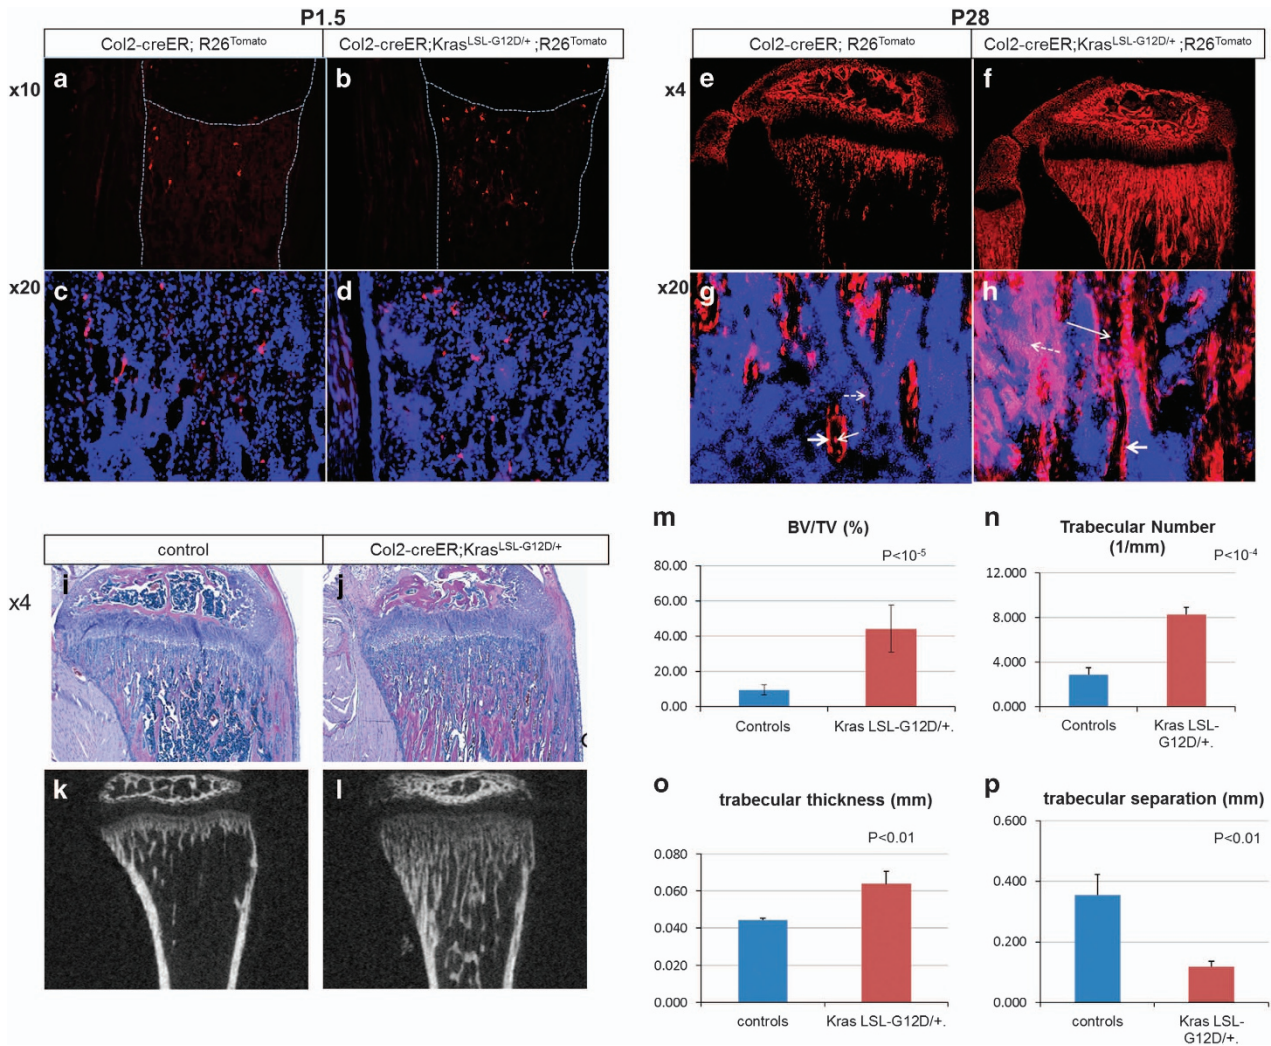 P1.5
P28
Col2-creER; R26Tomato
Col2-creER;KrasLSL-G12D/+ ;R26Tomato
Col2-creER; R26Tomato
Col2-creER;KrasLSL-G12D/+ ;R26Tomato
x10
a
b
x4
e
f
x20
c
d
x20
g
h
control
Col2-creER;KrasLSL-G12D/+
x4
i
j
k
l
m
BV/TV (%)
P<10-5
80.00
60.00
40.00
20.00
0.00
Controls
Kras LSL-G12D/+.
n
Trabecular Number
(1/mm)
P<10-4
12.000
8.000
4.000
0.000
Controls
Kras LSL-
G12D/+.
o
trabecular thickness (mm)
P<0.01
0.080
0.060
0.040
0.020
0.000
controls
Kras LSL-G12D/+.
p
trabecular separation (mm)
P<0.01
0.600
0.400
0.200
0.000
controls
Kras LSL-
G12D/+.